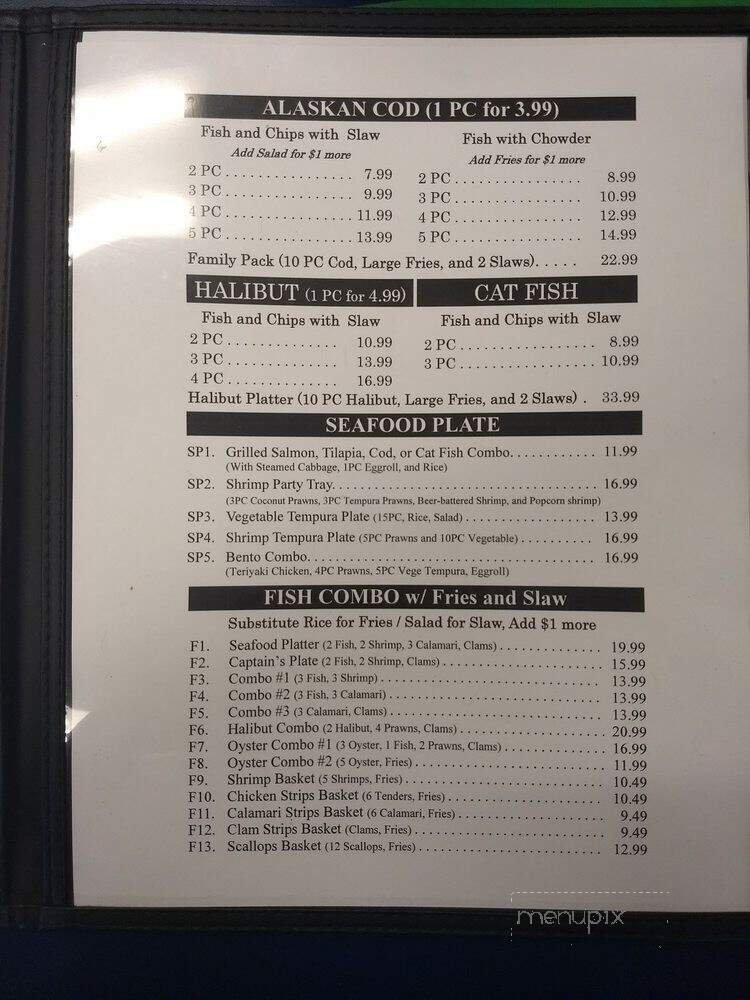 ALASKAN COD (1 PC for 3.99)
Fish and Chips with Slaw
Add Salad for $1 more
2 PC . . . . . . . . . . . . . . . . 7.99
3 PC . . . . . . . . . . . . . . . . 9.99
4 PC . . . . . . . . . . . . . . . . 11.99
5 PC . . . . . . . . . . . . . . . . 13.99
Fish with Chowder
Add Fries for $1 more
2 PC . . . . . . . . . . . . . . . . 8.99
3 PC . . . . . . . . . . . . . . . . 10.99
4 PC . . . . . . . . . . . . . . . . 12.99
5 PC . . . . . . . . . . . . . . . . 14.99
Family Pack (10 PC Cod, Large Fries, and 2 Slaws). . . . . 22.99
HALIBUT (1 PC for 4.99)
Fish and Chips with Slaw
2 PC . . . . . . . . . . . . . . 10.99
3 PC . . . . . . . . . . . . . . 13.99
4 PC . . . . . . . . . . . . . . 16.99
CAT FISH
Fish and Chips with Slaw
2 PC . . . . . . . . . . . . . . . . . 8.99
3 PC . . . . . . . . . . . . . . . . . 10.99
Halibut Platter (10 PC Halibut, Large Fries, and 2 Slaws) . 33.99
SEAFOOD PLATE
SP1. Grilled Salmon, Tilapia, Cod, or Cat Fish Combo. . . . . . . . . . . . 11.99
(With Steamed Cabbage, 1PC Eggroll, and Rice)
SP2. Shrimp Party Tray. . . . . . . . . . . . . . . . . . . . . . . . . . . . . . . . . . . 16.99
(3PC Coconut Prawns, 3PC Tempura Prawns, Beer-battered Shrimp, and Popcorn shrimp)
SP3. Vegetable Tempura Plate (15PC, Rice, Salad) . . . . . . . . . . . . . . . . . 13.99
SP4. Shrimp Tempura Plate (5PC Prawns and 10PC Vegetable) . . . . . . . . . . 16.99
SP5. Bento Combo. . . . . . . . . . . . . . . . . . . . . . . . . . . . . . . . . . . . . . 16.99
(Teriyaki Chicken, 4PC Prawns, 5PC Vege Tempura, Eggroll)
FISH COMBO w/ Fries and Slaw
Substitute Rice for Fries / Salad for Slaw, Add $1 more
F1. Seafood Platter (2 Fish, 2 Shrimp, 3 Calamari, Clams) . . . . . . . . . . . . . 19.99
F2. Captain's Plate (2 Fish, 2 Shrimp, Clams) . . . . . . . . . . . . . . . . . . . . . 15.99
F3. Combo #1 (3 Fish, 3 Shrimp) . . . . . . . . . . . . . . . . . . . . . . . . . . . . . 13.99
F4. Combo #2 (3 Fish, 3 Calamari) . . . . . . . . . . . . . . . . . . . . . . . . . . . . 13.99
F5. Combo #3 (3 Calamari, Clams) . . . . . . . . . . . . . . . . . . . . . . . . . . . . 13.99
F6. Halibut Combo (2 Halibut, 4 Prawns, Clams) . . . . . . . . . . . . . . . . . . . 20.99
F7. Oyster Combo #1 (3 Oyster, 1 Fish, 2 Prawns, Clams) . . . . . . . . . . . . . 16.99
F8. Oyster Combo #2 (5 Oyster, Fries) . . . . . . . . . . . . . . . . . . . . . . . . . 11.99
F9. Shrimp Basket (5 Shrimps, Fries) . . . . . . . . . . . . . . . . . . . . . . . . . . 10.49
F10. Chicken Strips Basket (6 Tenders, Fries) . . . . . . . . . . . . . . . . . . . . . 10.49
F11. Calamari Strips Basket (6 Calamari, Fries) . . . . . . . . . . . . . . . . . . . . 9.49
F12. Clam Strips Basket (Clams, Fries) . . . . . . . . . . . . . . . . . . . . . . . . . 9.49
F13. Scallops Basket (12 Scallops, Fries) . . . . . . . . . . . . . . . . . . . . . . . . 12.99
menupix